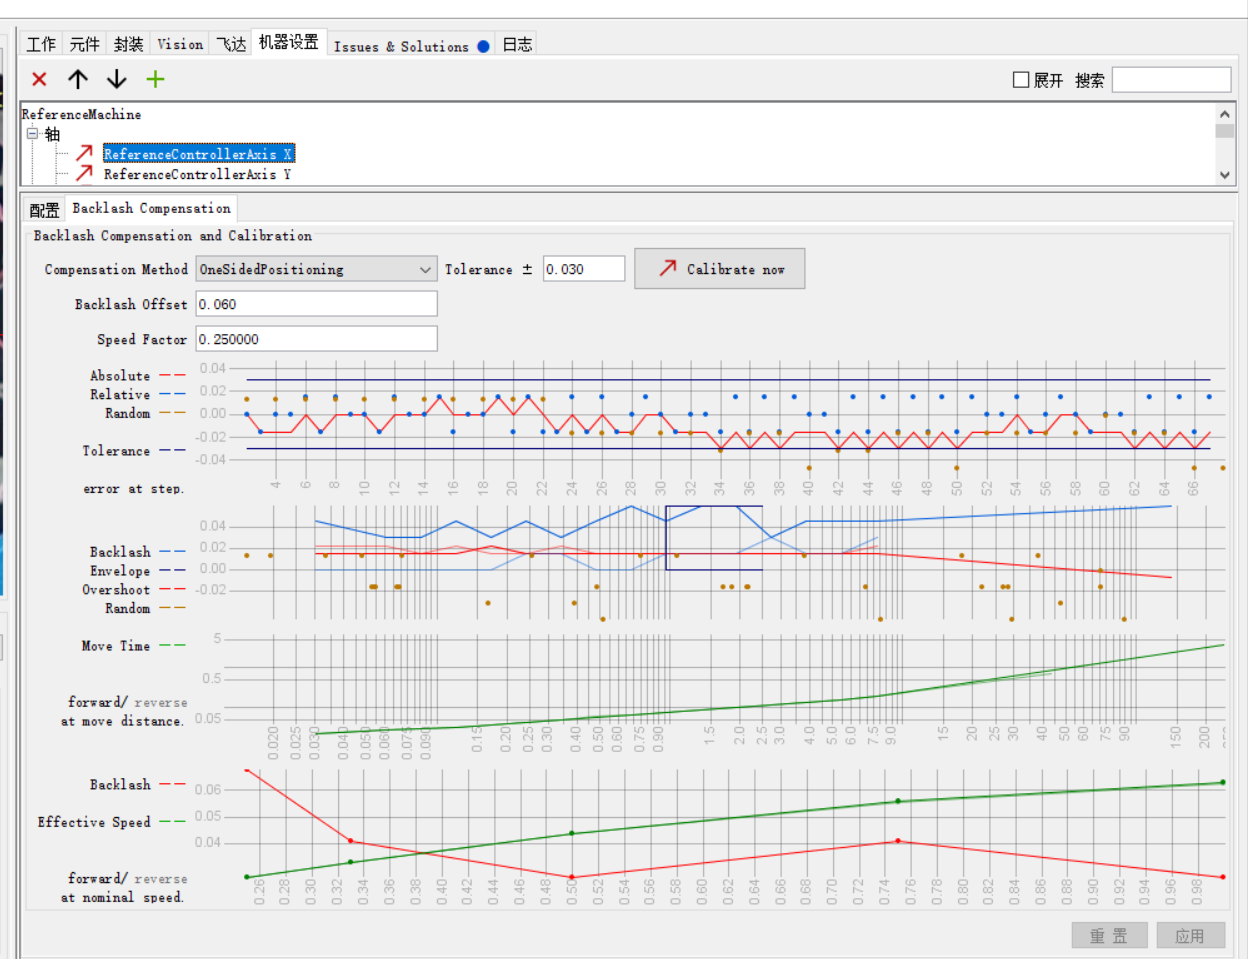 工作 元件 封装 Vision 飞达 机器设置 Issues & Solutions 日志
展开 搜索
ReferenceMachine
轴
ReferenceControllerAxis X
ReferenceControllerAxis Y
配置 Backlash Compensation
Backlash Compensation and Calibration
Compensation Method OneSidedPositioning Tolerance ± 0.030 Calibrate now
Backlash Offset 0.060
Speed Factor 0.250000
Absolute
Relative
Random
Tolerance
error at step.
0.04
0.02
0.00
-0.02
-0.04
4 6 8 10 12 14 16 18 20 22 24 26 28 30 32 34 36 38 40 42 44 46 48 50 52 54 56 58 60 62 64 66
Backlash
Envelope
Overshoot
Random
0.04
0.02
0.00
-0.02
Move Time
forward/ reverse
at move distance.
5
0.5
0.05
0.020 0.025 0.030 0.040 0.050 0.060 0.075 0.090 0.15 0.20 0.25 0.30 0.40 0.50 0.60 0.75 0.90 1.5 2.0 2.5 3.0 4.0 5.0 6.0 7.5 9.0 15 20 25 30 40 50 60 75 90 150 200
Backlash
Effective Speed
forward/ reverse
at nominal speed.
0.06
0.05
0.04
0.26 0.28 0.30 0.32 0.34 0.36 0.38 0.40 0.42 0.44 0.46 0.48 0.50 0.52 0.54 0.56 0.58 0.60 0.62 0.64 0.66 0.68 0.70 0.72 0.74 0.76 0.78 0.80 0.82 0.84 0.86 0.88 0.90 0.92 0.94 0.96 0.98
重置 应用